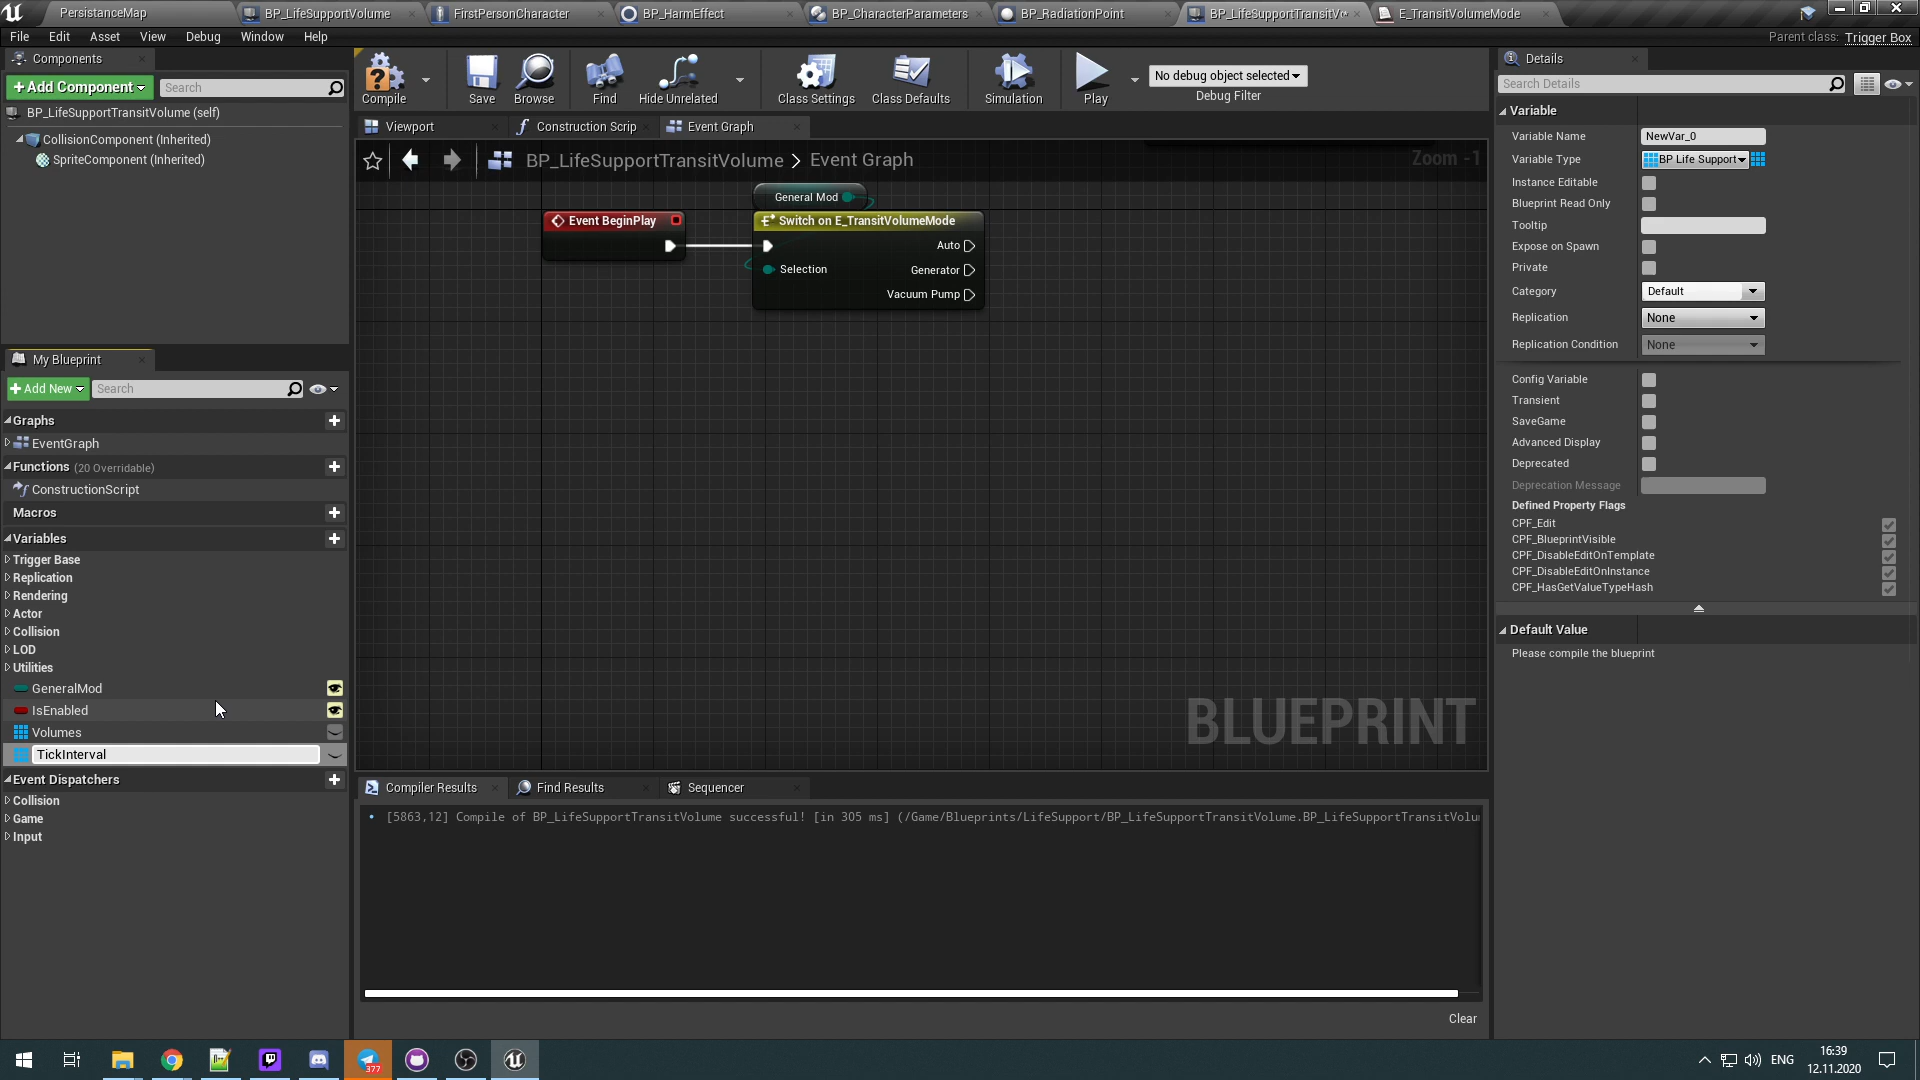 PersistanceMap
BP_LifeSupportVolume
FirstPersonCharacter
BP_HarmEffect
BP_CharacterParameters
BP_RadiationPoint
BP_LifeSupportTransitVo
E_TransitVolumeMode
File Edit Asset View Debug Window Help
Parent class: Trigger Box
Components
+Add Component
Search
BP_LifeSupportTransitVolume (self)
CollisionComponent (Inherited)
SpriteComponent (Inherited)
My Blueprint
+Add New
Search
Graphs
EventGraph
Functions (20 Overridable)
ConstructionScript
Macros
Variables
Trigger Base
Replication
Rendering
Actor
Collision
LOD
Utilities
GeneralMod
IsEnabled
Volumes
TickInterval
Event Dispatchers
Collision
Game
Input
Compile
Save
Browse
Find
Hide Unrelated
Class Settings
Class Defaults
Simulation
Play
No debug object selected
Debug Filter
Viewport
Construction Scrip
Event Graph
BP_LifeSupportTransitVolume > Event Graph
Zoom -1
General Mod
Event BeginPlay
Switch on E_TransitVolumeMode
Auto
Selection
Generator
Vacuum Pump
BLUEPRINT
Compiler Results
Find Results
Sequencer
[5863,12] Compile of BP_LifeSupportTransitVolume successful! [in 305 ms] (/Game/Blueprints/LifeSupport/BP_LifeSupportTransitVolume.BP_LifeSupportTransitVolu
Clear
Details
Search Details
Variable
Variable Name NewVar_0
Variable Type BP Life Support
Instance Editable
Blueprint Read Only
Tooltip
Expose on Spawn
Private
Category Default
Replication None
Replication Condition None
Config Variable
Transient
SaveGame
Advanced Display
Deprecated
Deprecation Message
Defined Property Flags
CPF_Edit
CPF_BlueprintVisible
CPF_DisableEditOnTemplate
CPF_DisableEditOnInstance
CPF_HasGetValueTypeHash
Default Value
Please compile the blueprint
377
ENG
16:39
12.11.2020